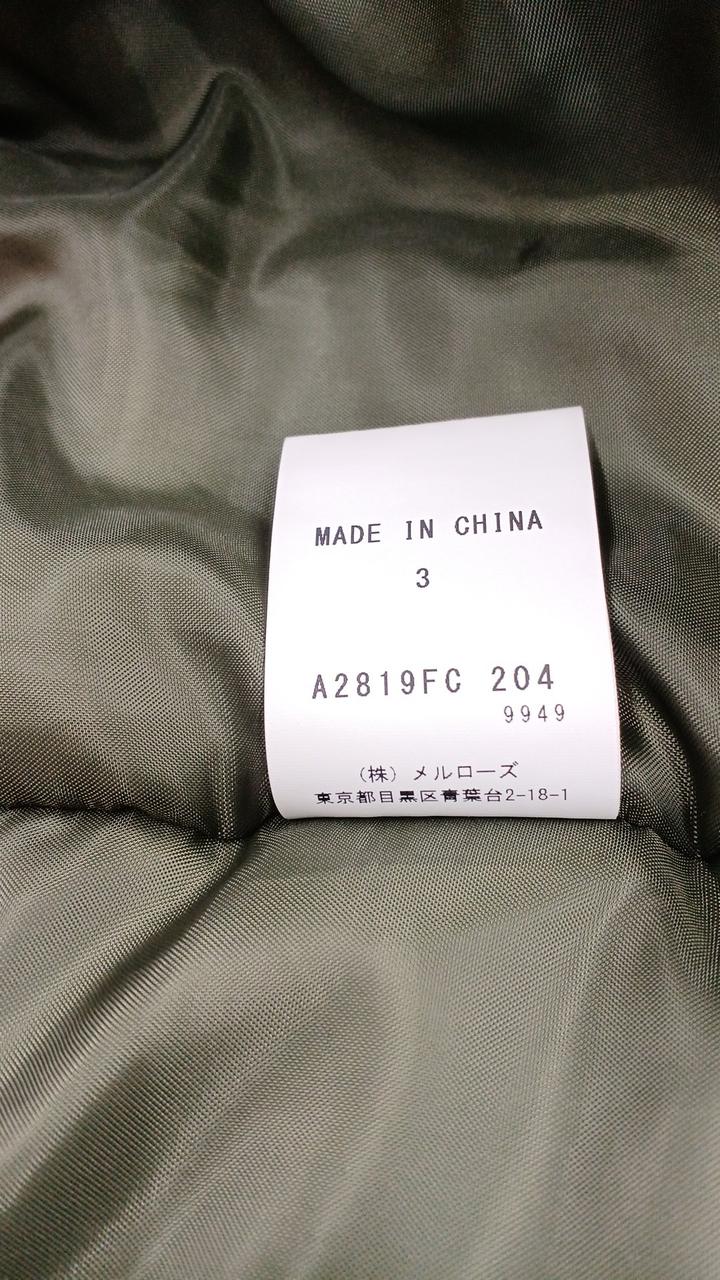 MADE IN CHINA
3
A2819FC 204
9949
(株) メルローズ
東京都目黒区青葉台2-18-1